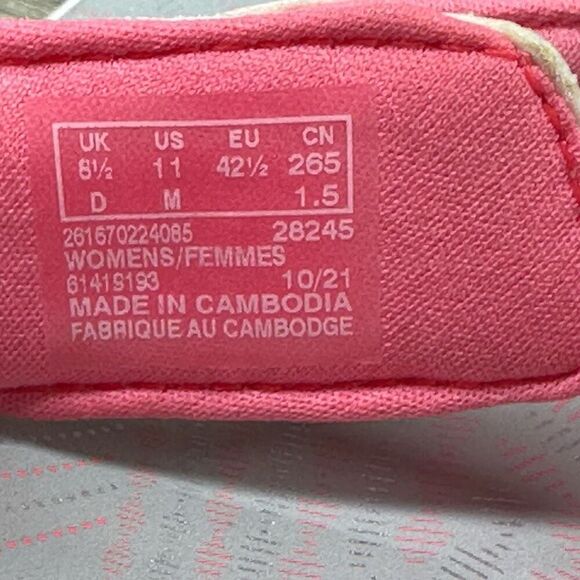 UK US EU CN
8½ 11 42½ 265
D M 1.5
261670224085 28245
WOMENS/FEMMES
61419193 10/21
MADE IN CAMBODIA
FABRIQUE AU CAMBODGE